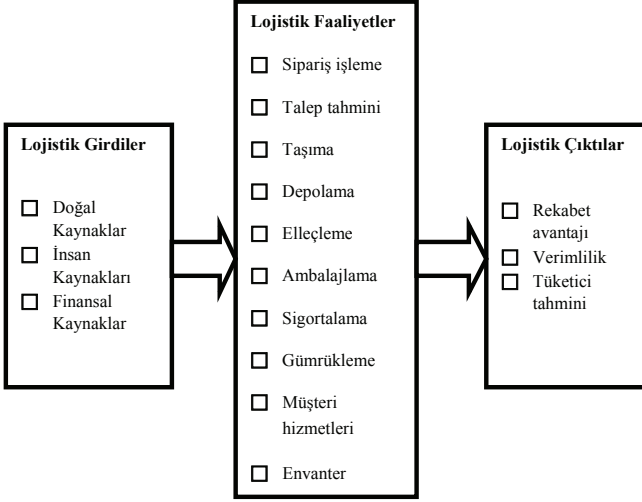 Lojistik Girdiler
Doğal
Kaynaklar
İnsan
Kaynakları
Finansal
Kaynaklar
Lojistik Faaliyetler
Sipariş işleme
Talep tahmini
Taşıma
Depolama
Elleçleme
Ambalajlama
Sigortalama
Gümrükleme
Müşteri
hizmetleri
Envanter
Lojistik Çıktılar
Rekabet
avantajı
Verimlilik
Tüketici
tahmini